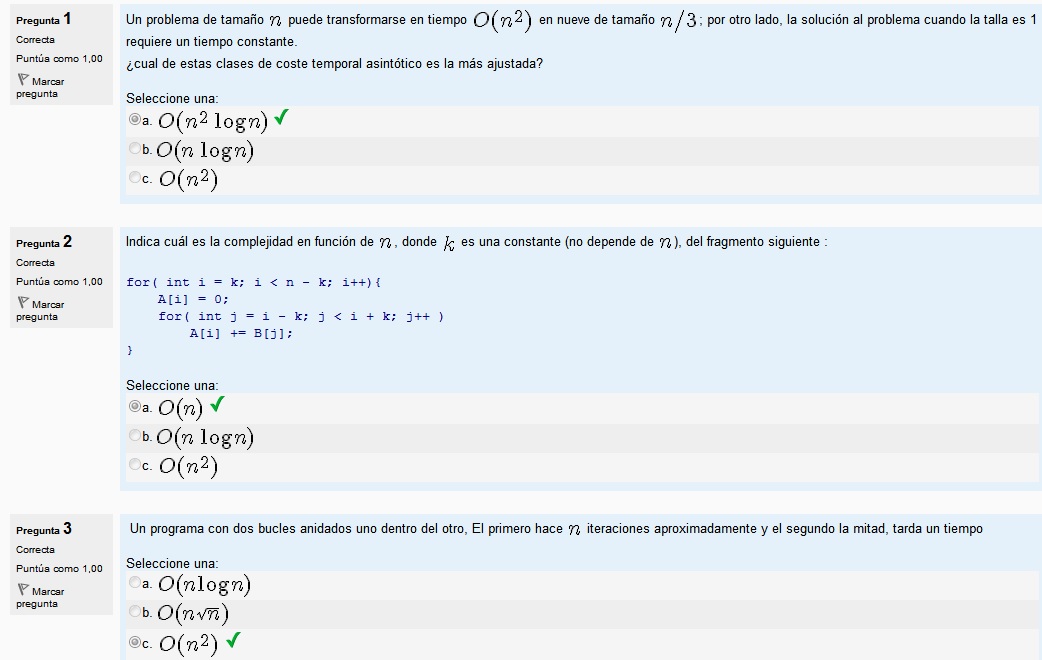 Pregunta 1
Correcta
Puntúa como 1,00
Marcar
pregunta
Un problema de tamaño n puede transformarse en tiempo O(n²) en nueve de tamaño n/3; por otro lado, la solución al problema cuando la talla es 1
requiere un tiempo constante.
¿cual de estas clases de coste temporal asintótico es la más ajustada?
Seleccione una:
a. O(n² log n) ✓
b. O(n log n)
c. O(n²)
Pregunta 2
Correcta
Puntúa como 1,00
Marcar
pregunta
Indica cuál es la complejidad en función de n, donde k es una constante (no depende de n), del fragmento siguiente :
for( int i = k; i < n - k; i++){
A[i] = 0;
for( int j = i - k; j < i + k; j++ )
A[i] += B[j];
}
Seleccione una:
a. O(n) ✓
b. O(n log n)
c. O(n²)
Pregunta 3
Correcta
Puntúa como 1,00
Marcar
pregunta
Un programa con dos bucles anidados uno dentro del otro, El primero hace n iteraciones aproximadamente y el segundo la mitad, tarda un tiempo
Seleccione una:
a. O(n log n)
b. O(n√n)
c. O(n²) ✓